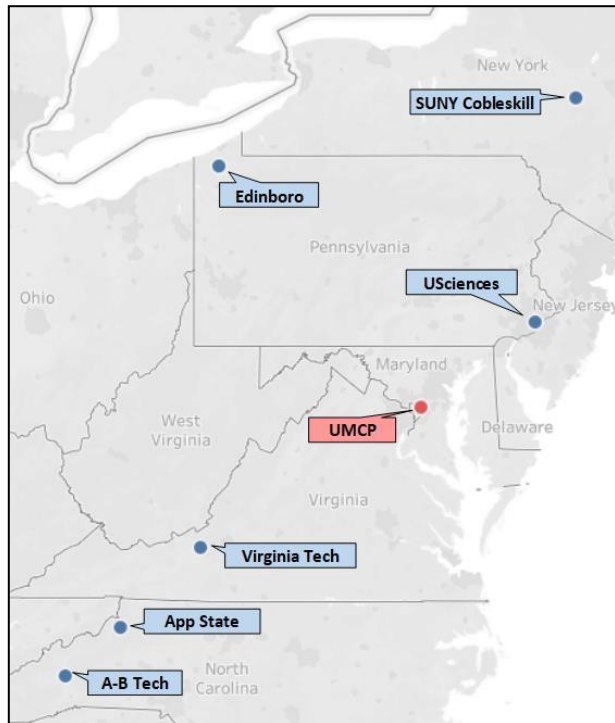 New York
SUNY Cobleskill
Edinboro
Pennsylvania
USciences
Ohio
New Jersey
Maryland
West
Virginia
UMCP
Delaware
Virginia
Virginia Tech
App State
A-B Tech
North
Carolina